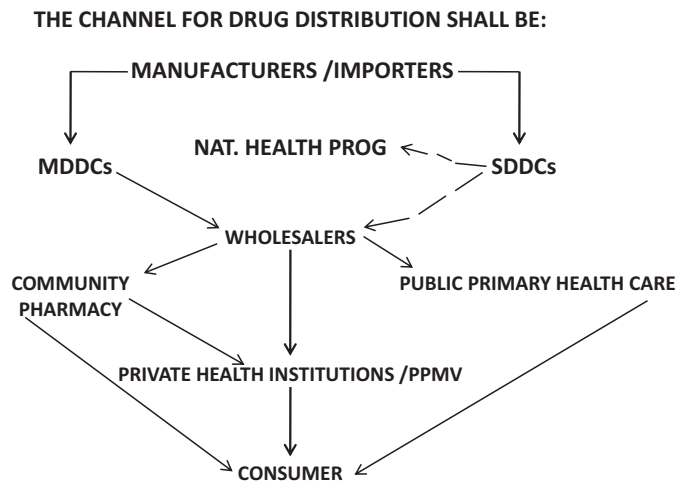 THE CHANNEL FOR DRUG DISTRIBUTION SHALL BE:
MANUFACTURERS /IMPORTERS
NAT. HEALTH PROG
MDDCs
SDDCs
WHOLESALERS
COMMUNITY
PHARMACY
PUBLIC PRIMARY HEALTH CARE
PRIVATE HEALTH INSTITUTIONS /PPMV
CONSUMER